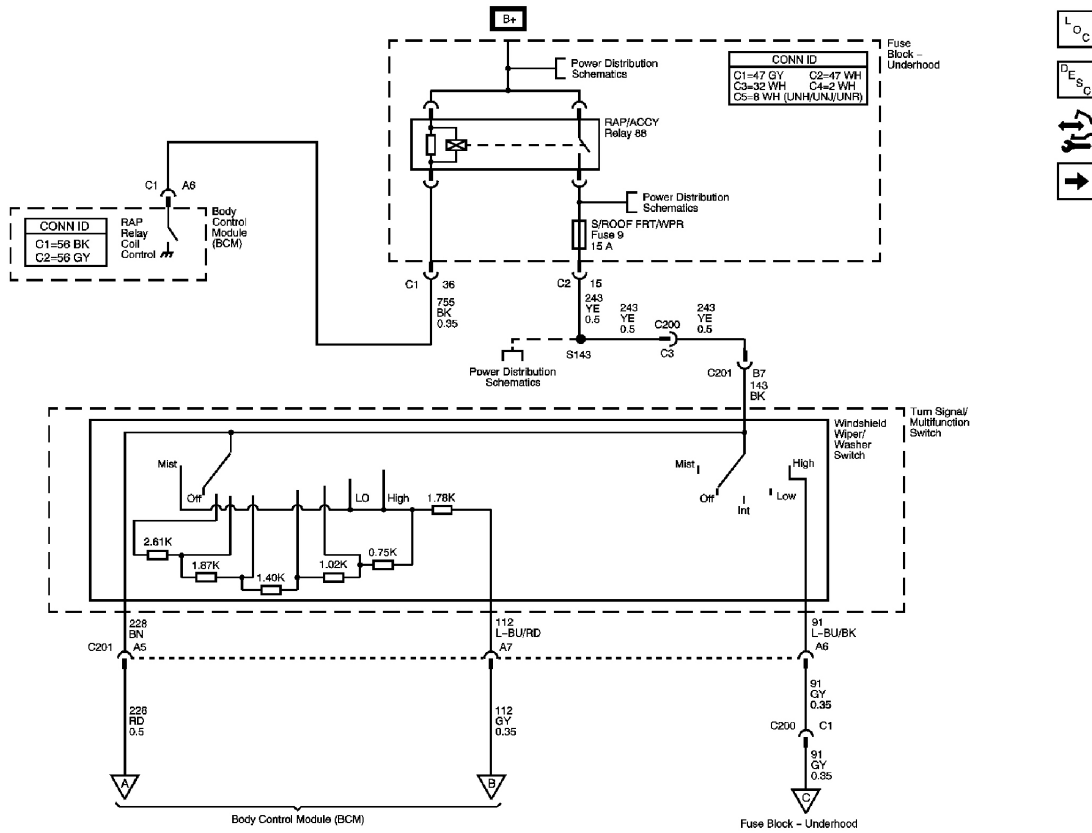 B+
Fuse
Block –
Underhood
Power Distribution
Schematics
CONN ID
C1=47 GY C2=47 WH
C3=32 WH C4=2 WH
C5=8 WH (UNH/UNJ/UNR)
LOC
DESC
RAP/ACCY
Relay 88
Power Distribution
Schematics
S/ROOF FRT/WPR
Fuse 9
15 A
C1 A6
CONN ID
C1=56 BK
C2=56 GY
RAP
Relay
Coil
Control
Body
Control
Module
(BCM)
C1 36
C2 15
755
BK
0.35
243
YE
0.5
243
YE
0.5
243
YE
0.5
C200
C3
S143
Power Distribution
Schematics
C201 B7
143
BK
Turn Signal/
Multifunction
Switch
Windshield
Wiper/
Washer
Switch
Mist
Off
LO
High
1.78K
2.61K
1.87K
1.40K
1.02K
0.75K
Mist
Off
Int
Low
High
228
BN
C201 A5
112
L-BU/RD
A7
91
L-BU/BK
A6
228
RD
0.5
112
GY
0.35
91
GY
0.35
C200 C1
91
GY
0.35
A
B
C
Body Control Module (BCM)
Fuse Block – Underhood